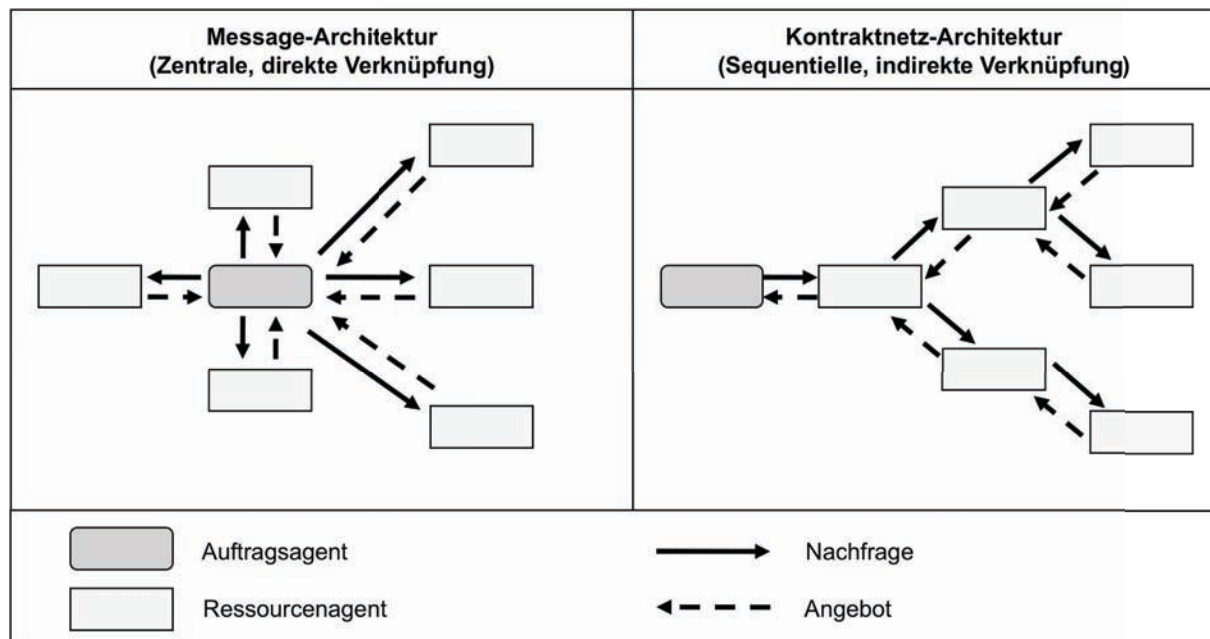 Message-Architektur
(Zentrale, direkte Verknüpfung)
Kontraktnetz-Architektur
(Sequentielle, indirekte Verknüpfung)
Auftragsagent
Nachfrage
Ressourcenagent
Angebot